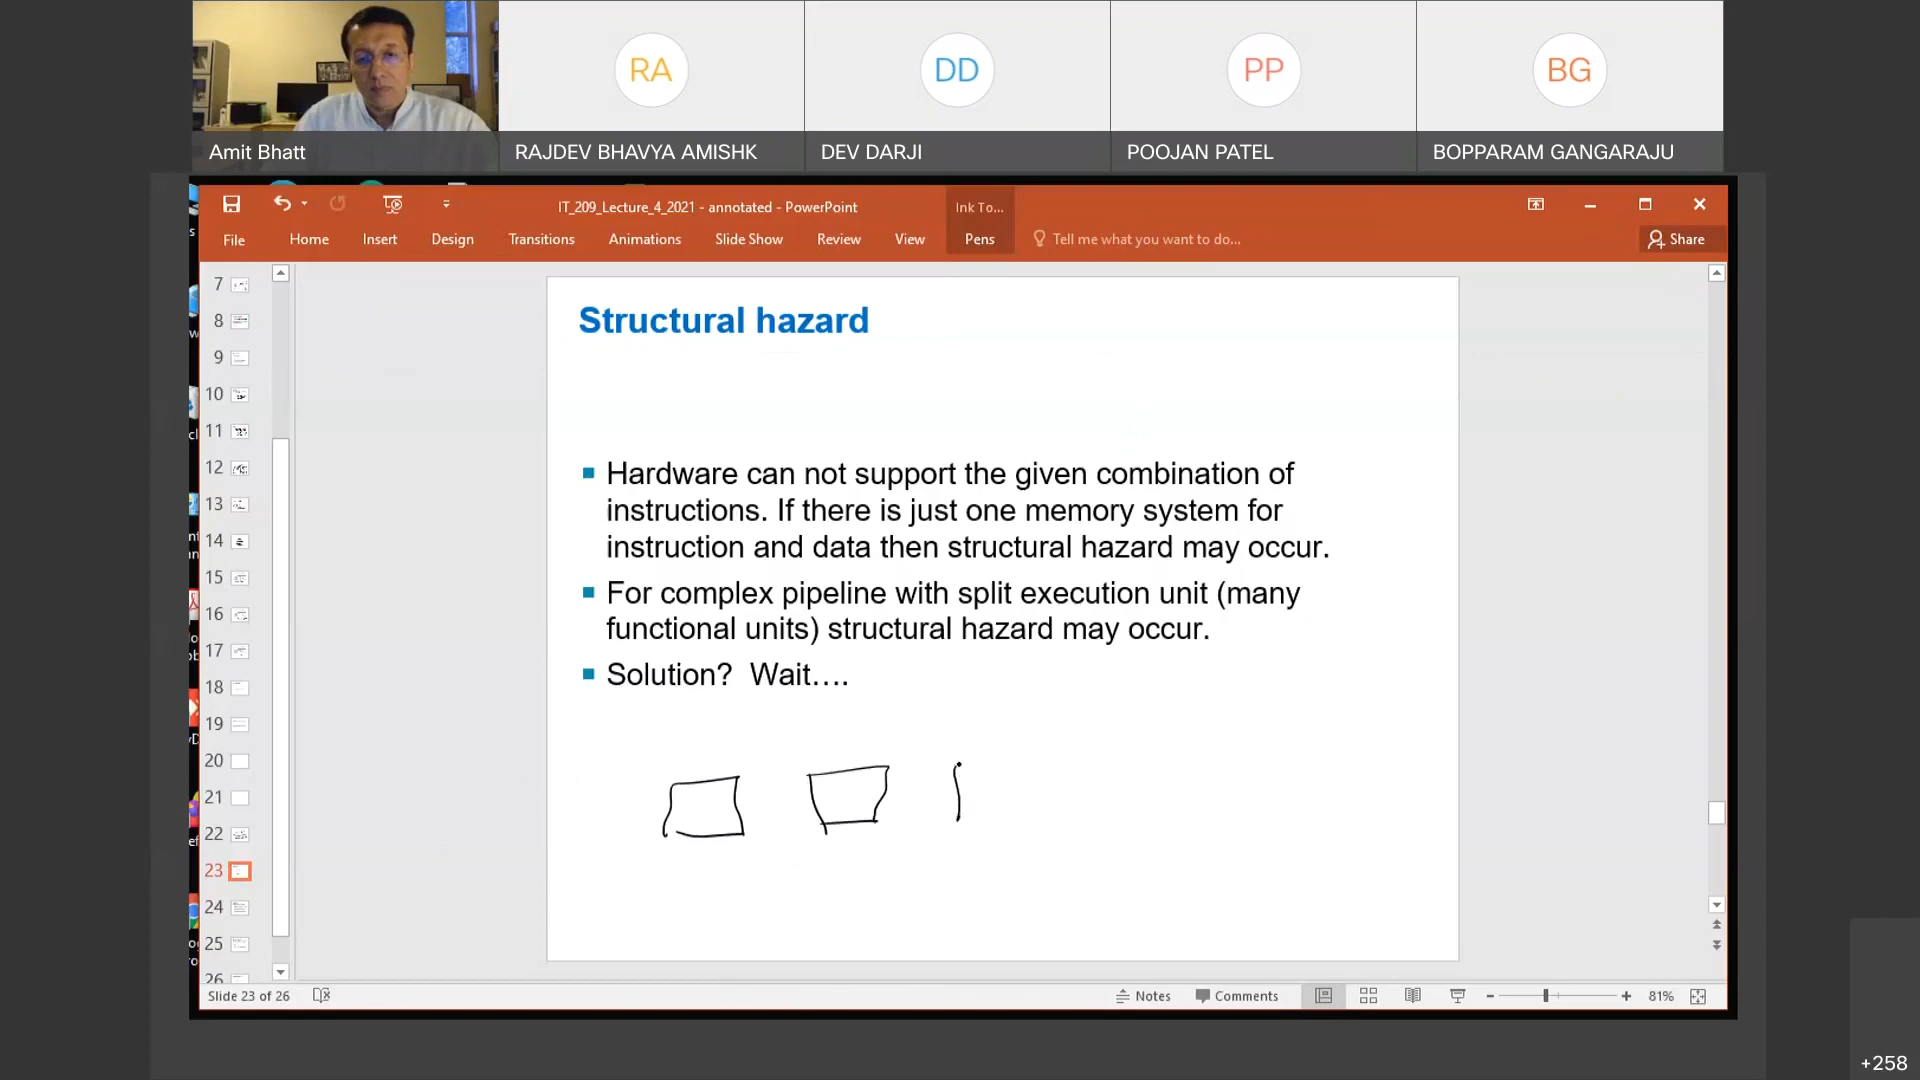 RA
DD
PP
BG
Amit Bhatt
RAJDEV BHAVYA AMISHK
DEV DARJI
POOJAN PATEL
BOPPARAM GANGARAJU
IT_209_Lecture_4_2021 - annotated - PowerPoint
Ink To...
File
Home
Insert
Design
Transitions
Animations
Slide Show
Review
View
Pens
Tell me what you want to do...
Share
7
8
9
10
11
12
13
14
15
16
17
18
19
20
21
22
23
24
25
26
Structural hazard
Hardware can not support the given combination of
instructions. If there is just one memory system for
instruction and data then structural hazard may occur.
For complex pipeline with split execution unit (many
functional units) structural hazard may occur.
Solution? Wait....
Slide 23 of 26
Notes
Comments
81%
+258